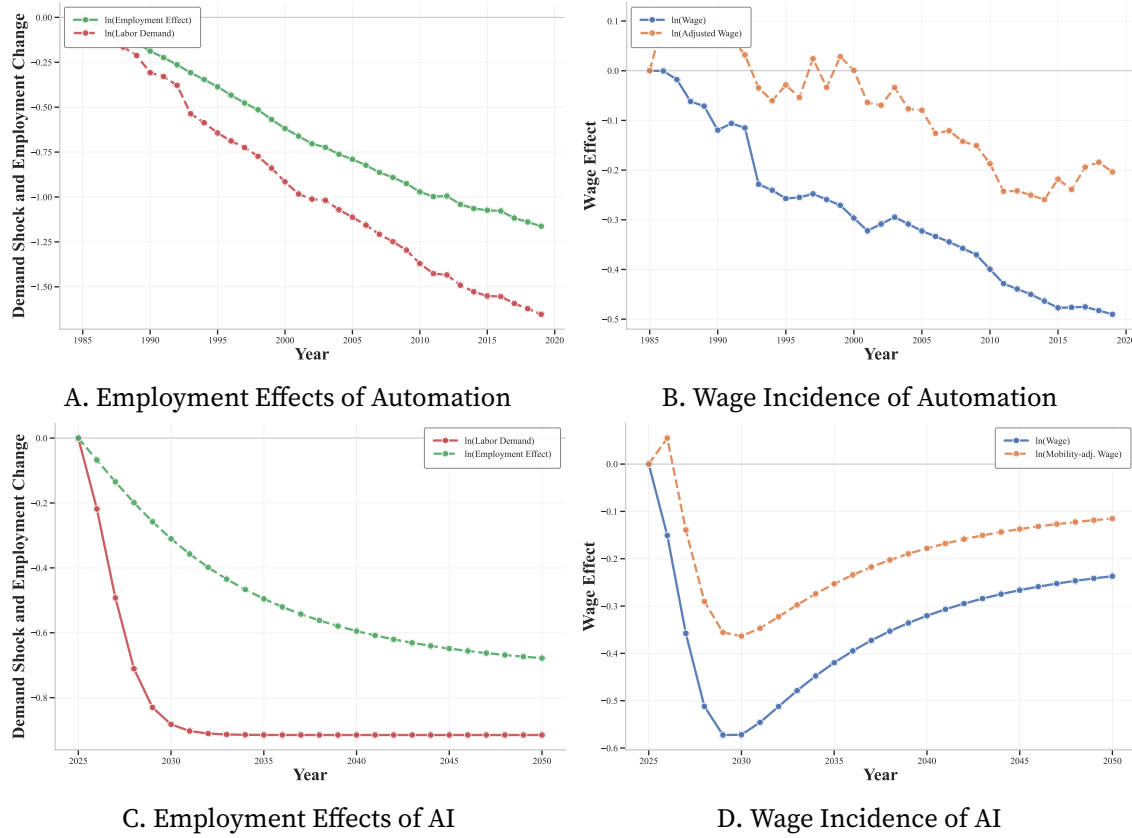 Demand Shock and Employment Change
ln(Employment Effect)
ln(Labor Demand)
0.00
−0.25
−0.50
−0.75
−1.00
−1.25
−1.50
1985 1990 1995 2000 2005 2010 2015 2020
Year
A. Employment Effects of Automation
Wage Effect
ln(Wage)
ln(Adjusted Wage)
0.1
0.0
−0.1
−0.2
−0.3
−0.4
−0.5
1985 1990 1995 2000 2005 2010 2015 2020
Year
B. Wage Incidence of Automation
Demand Shock and Employment Change
ln(Labor Demand)
ln(Employment Effect)
0.0
−0.2
−0.4
−0.6
−0.8
2025 2030 2035 2040 2045 2050
Year
C. Employment Effects of AI
Wage Effect
ln(Wage)
ln(Mobility-adj. Wage)
0.0
−0.1
−0.2
−0.3
−0.4
−0.5
−0.6
2025 2030 2035 2040 2045 2050
Year
D. Wage Incidence of AI